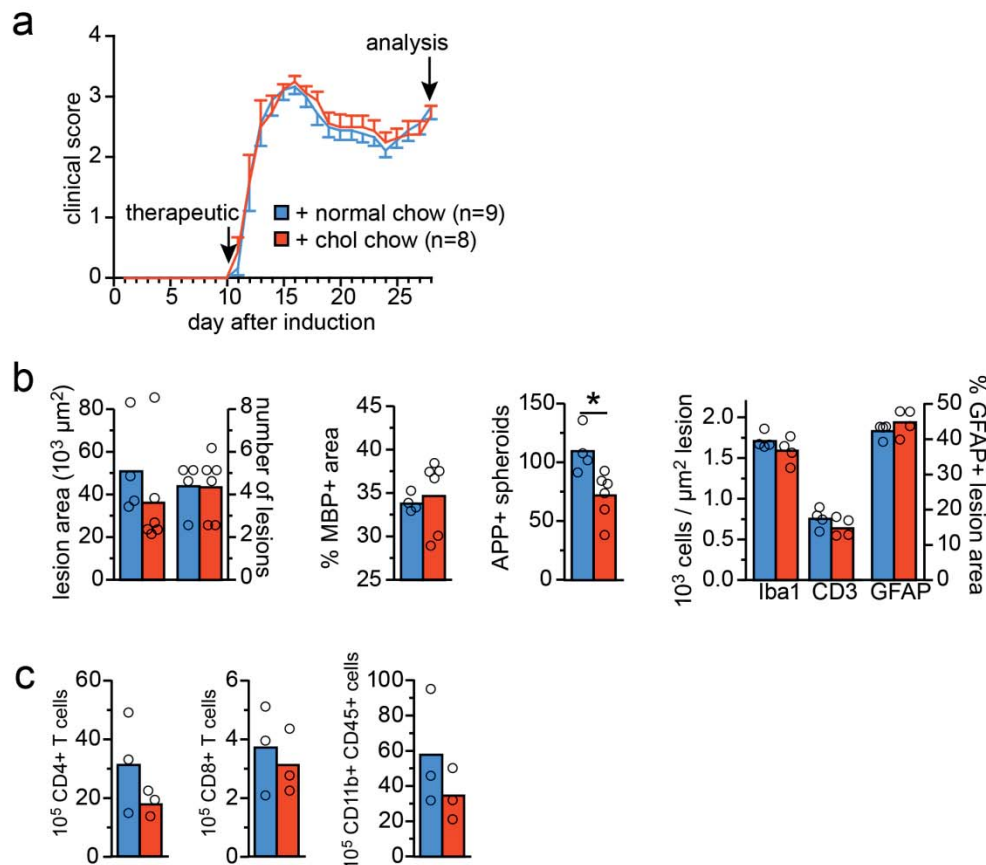 a
clinical score
4
3
2
1
0
0 5 10 15 20 25
day after induction
therapeutic
analysis
+ normal chow (n=9)
+ chol chow (n=8)
b
lesion area (10³ µm²)
80
60
40
20
0
8
6
4
2
0
number of lesions
% MBP+ area
45
40
35
30
25
APP+ spheroids
150
100
50
0
*
10³ cells / µm² lesion
2.0
1.5
1.0
0.5
0.0
Iba1 CD3 GFAP
50
40
30
20
10
0
% GFAP+ lesion area
c
10⁵ CD4+ T cells
60
40
20
0
10⁵ CD8+ T cells
6
4
2
0
10⁵ CD11b+ CD45+ cells
100
80
60
40
20
0